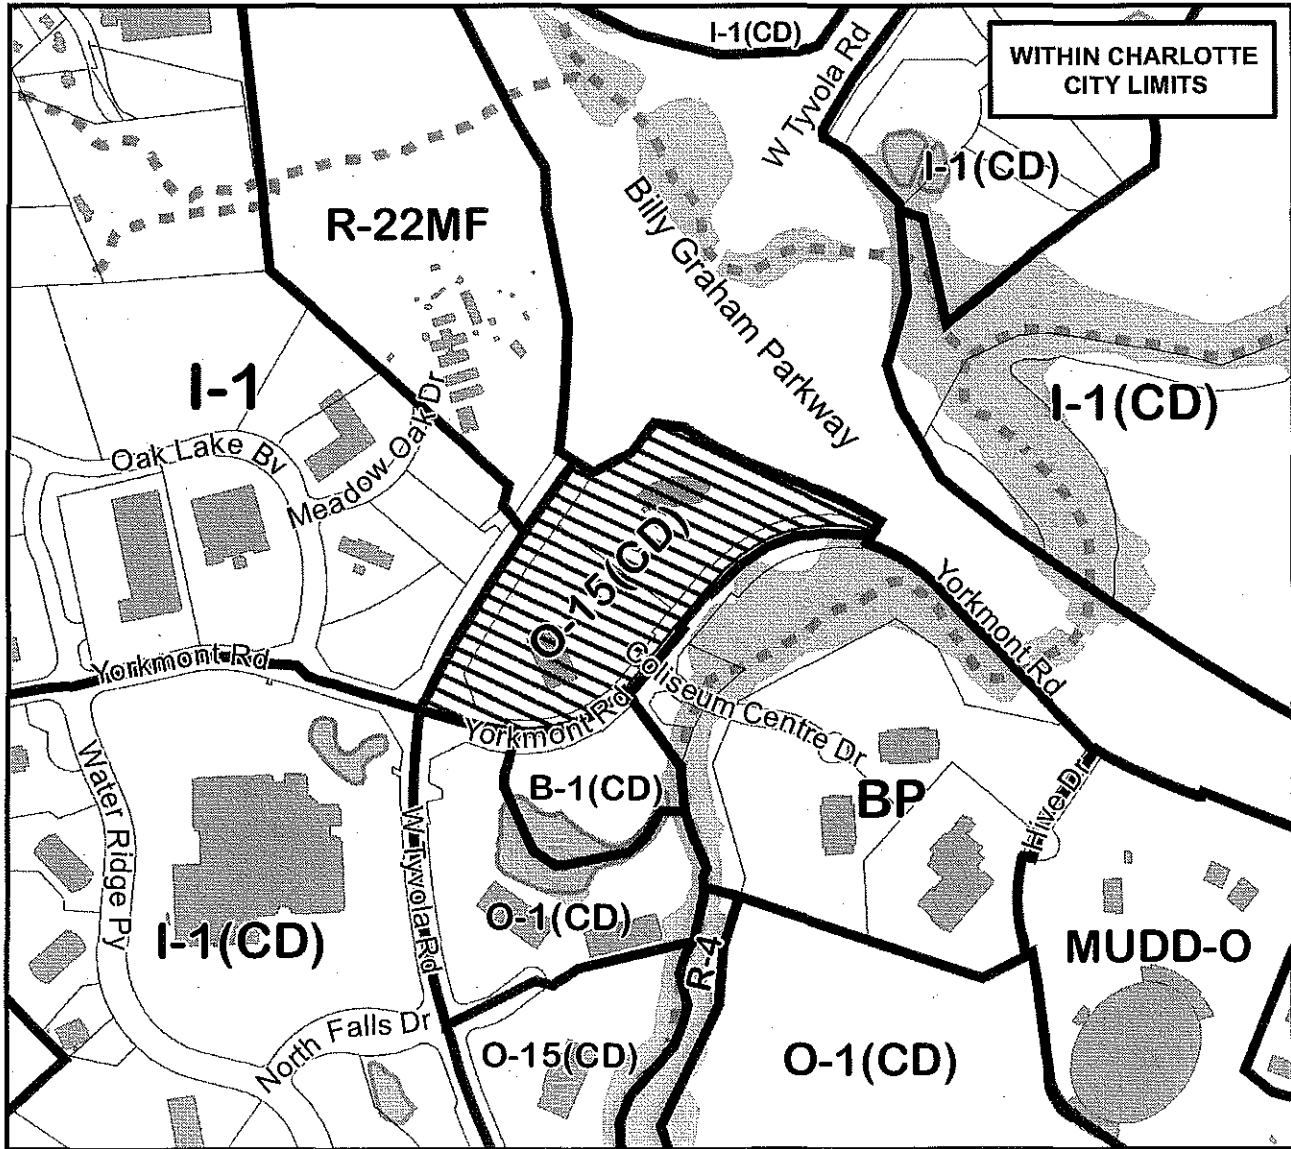 I-1(CD)
WITHIN CHARLOTTE
CITY LIMITS
W Tyvola Rd
I-1(CD)
R-22MF
Billy Graham Parkway
I-1
I-1(CD)
Oak Lake Bv
Meadow Oak Dr
O-15(CD)
Yorkmont Rd
Yorkmont Rd
Coliseum Centre Dr
Yorkmont Rd
Water Ridge Py
B-1(CD)
BP
Hive Dr
W Tyvola Rd
I-1(CD)
O-1(CD)
R-4
MUDD-O
North Falls Dr
O-15(CD)
O-1(CD)